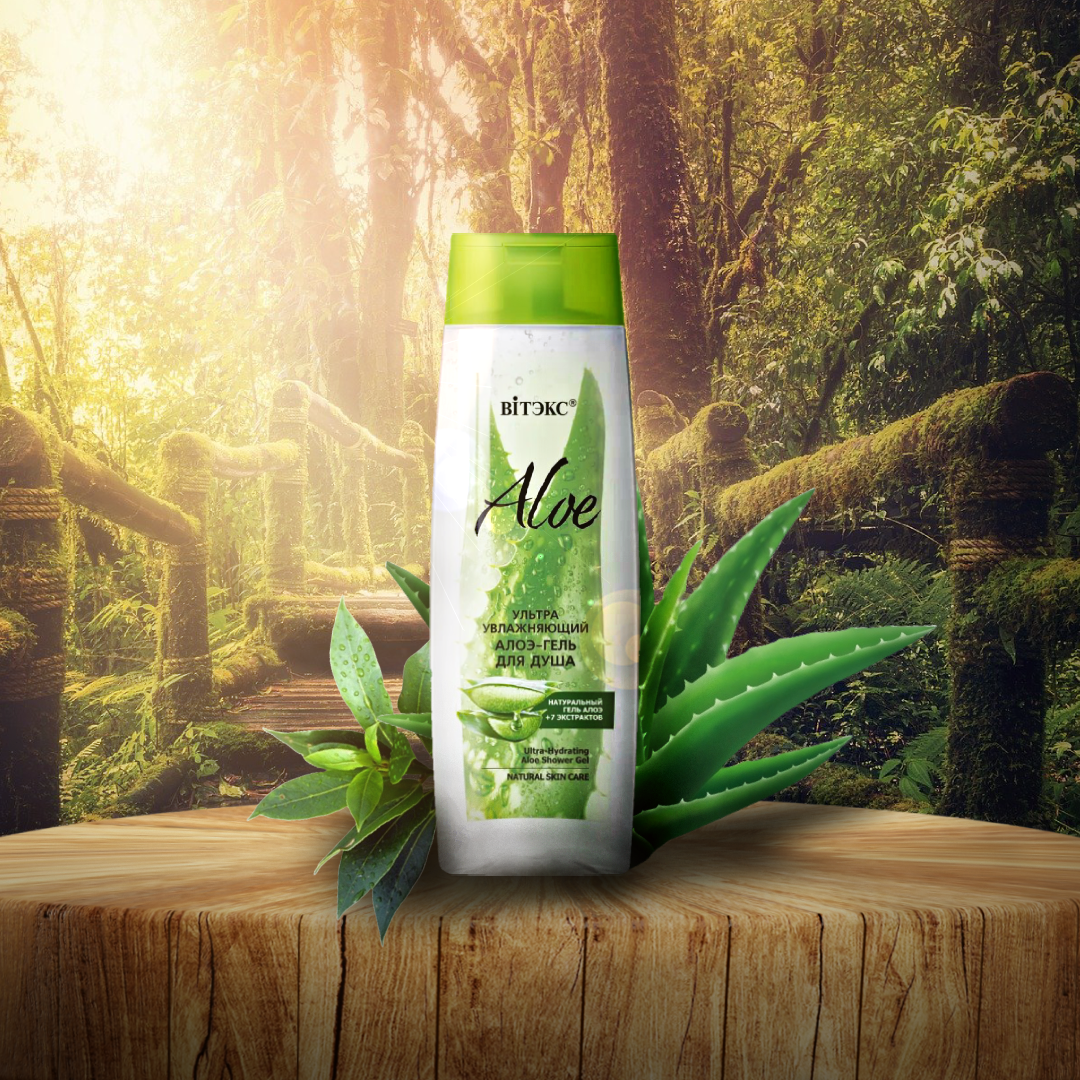 ВІТЭКС®
Aloe
УЛЬТРА
УВЛАЖНЯЮЩИЙ
АЛОЭ-ГЕЛЬ
ДЛЯ ДУША
НАТУРАЛЬНЫЙ
ГЕЛЬ АЛОЭ
+7 ЭКСТРАКТОВ
Ultra-Hydrating
Aloe Shower Gel
NATURAL SKIN CARE